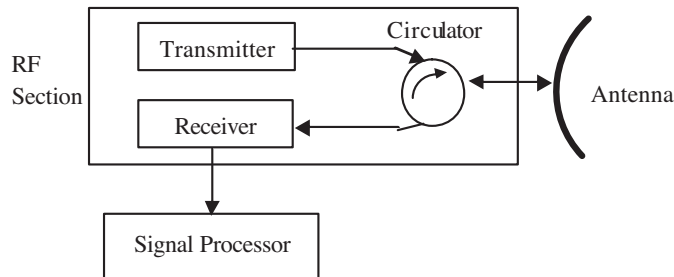 Circulator
Transmitter
RF
Section
Antenna
Receiver
Signal Processor